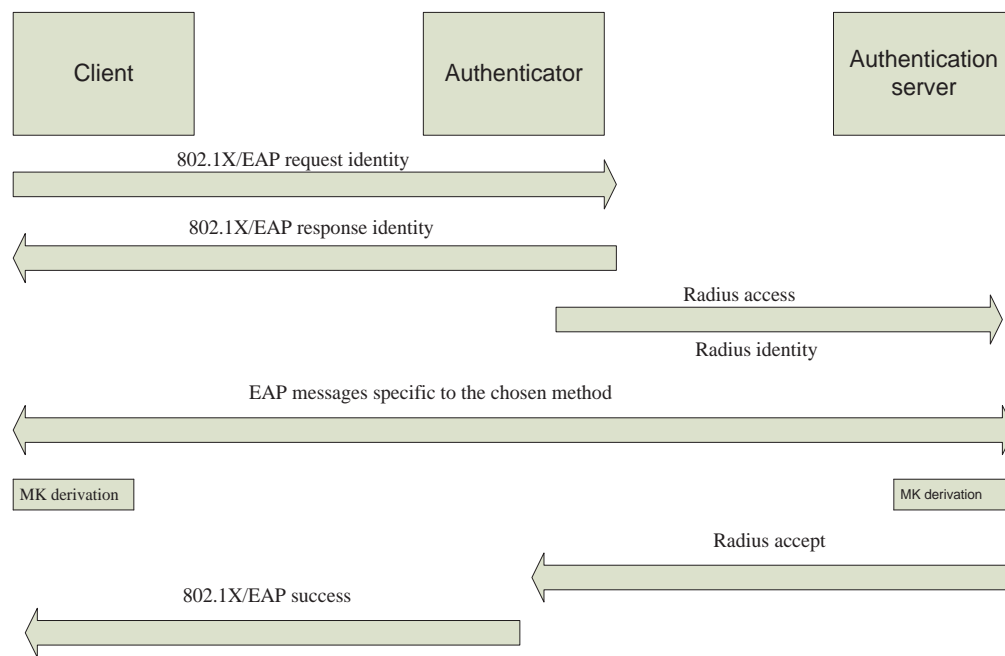 Client
Authenticator
Authentication
server
802.1X/EAP request identity
802.1X/EAP response identity
Radius access
Radius identity
EAP messages specific to the chosen method
MK derivation
MK derivation
Radius accept
802.1X/EAP success